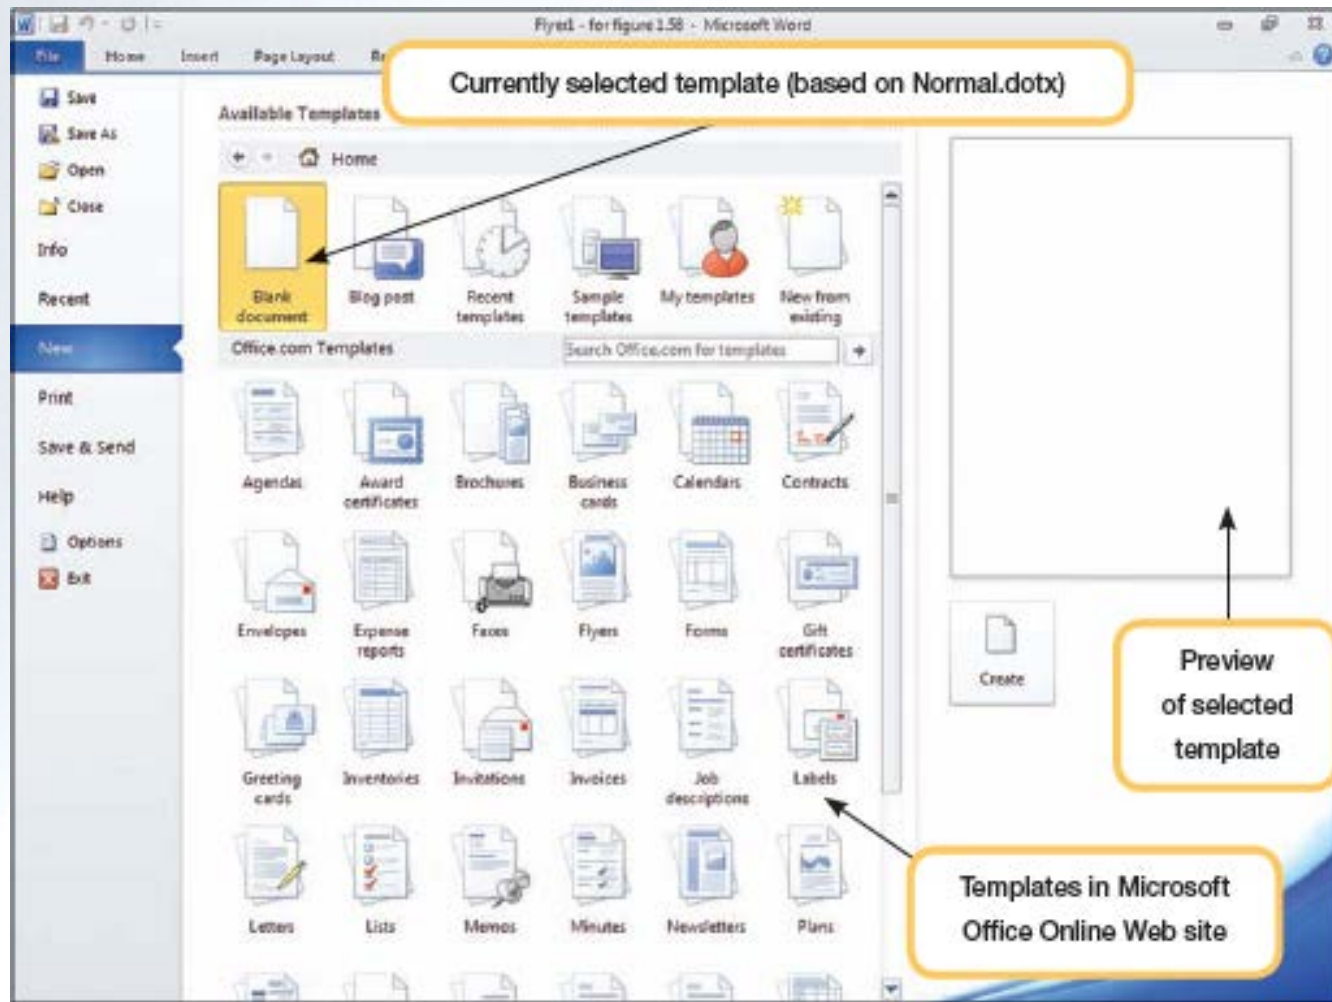 Flyer1 - for figure 1.58 - Microsoft Word
File Home Insert Page Layout
Currently selected template (based on Normal.dotx)
Save
Save As
Open
Close
Info
Recent
New
Print
Save & Send
Help
Options
Exit
Available Templates
Home
Blank document
Blog post
Recent templates
Sample templates
My templates
New from existing
Office.com Templates
Search Office.com for templates
Agendas
Award certificates
Brochures
Business cards
Calendars
Contracts
Envelopes
Expense reports
Faxes
Flyers
Forms
Gift certificates
Greeting cards
Inventories
Invitations
Invoices
Job descriptions
Labels
Letters
Lists
Memos
Minutes
Newsletters
Plans
Create
Preview
of selected
template
Templates in Microsoft
Office Online Web site